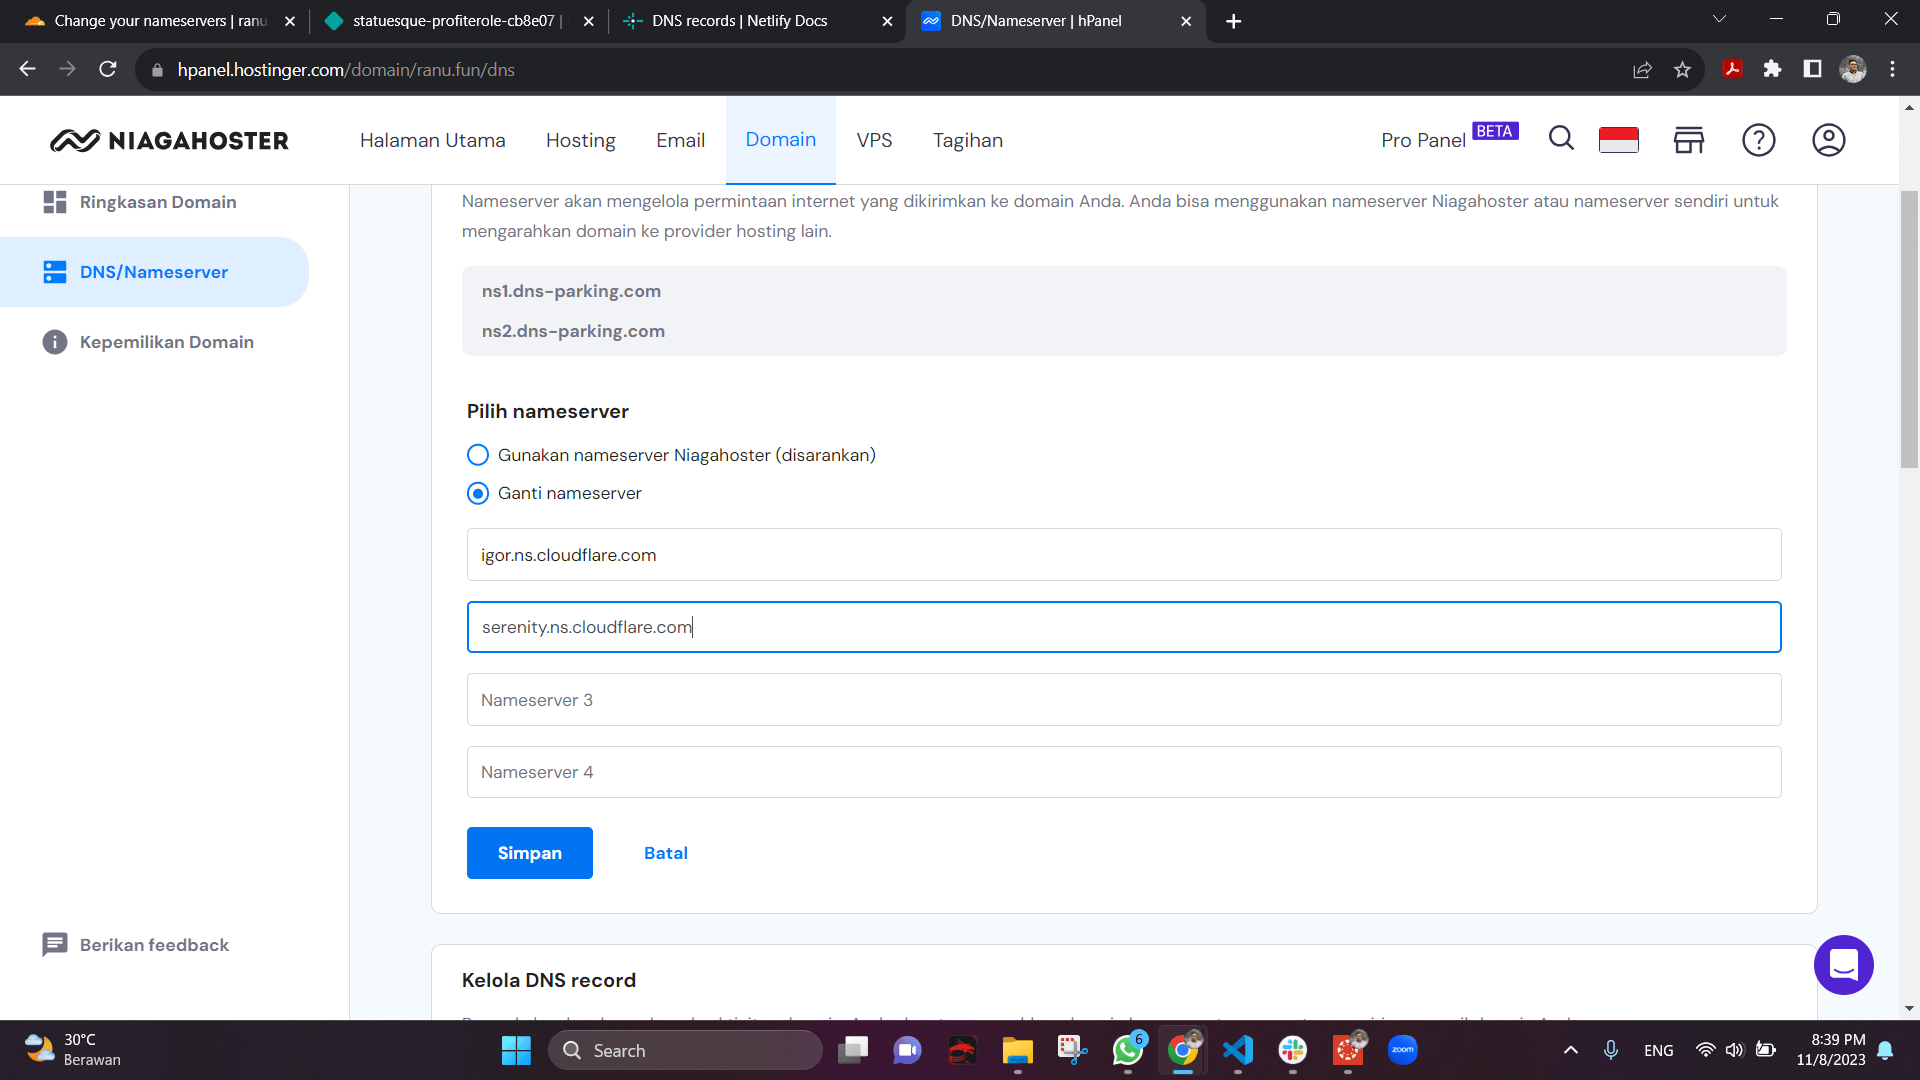 Change your nameservers | ranu
statuesque-profiterole-cb8e07 |
DNS records | Netlify Docs
DNS/Nameserver | hPanel
hpanel.hostinger.com/domain/ranu.fun/dns
NIAGAHOSTER
Halaman Utama
Hosting
Email
Domain
VPS
Tagihan
Pro Panel BETA
Ringkasan Domain
DNS/Nameserver
Kepemilikan Domain
Berikan feedback
Nameserver akan mengelola permintaan internet yang dikirimkan ke domain Anda. Anda bisa menggunakan nameserver Niagahoster atau nameserver sendiri untuk
mengarahkan domain ke provider hosting lain.
ns1.dns-parking.com
ns2.dns-parking.com
Pilih nameserver
Gunakan nameserver Niagahoster (disarankan)
Ganti nameserver
igor.ns.cloudflare.com
serenity.ns.cloudflare.com
Nameserver 3
Nameserver 4
Simpan
Batal
Kelola DNS record
30°C
Berawan
Search
6
zoom
ENG
8:39 PM
11/8/2023